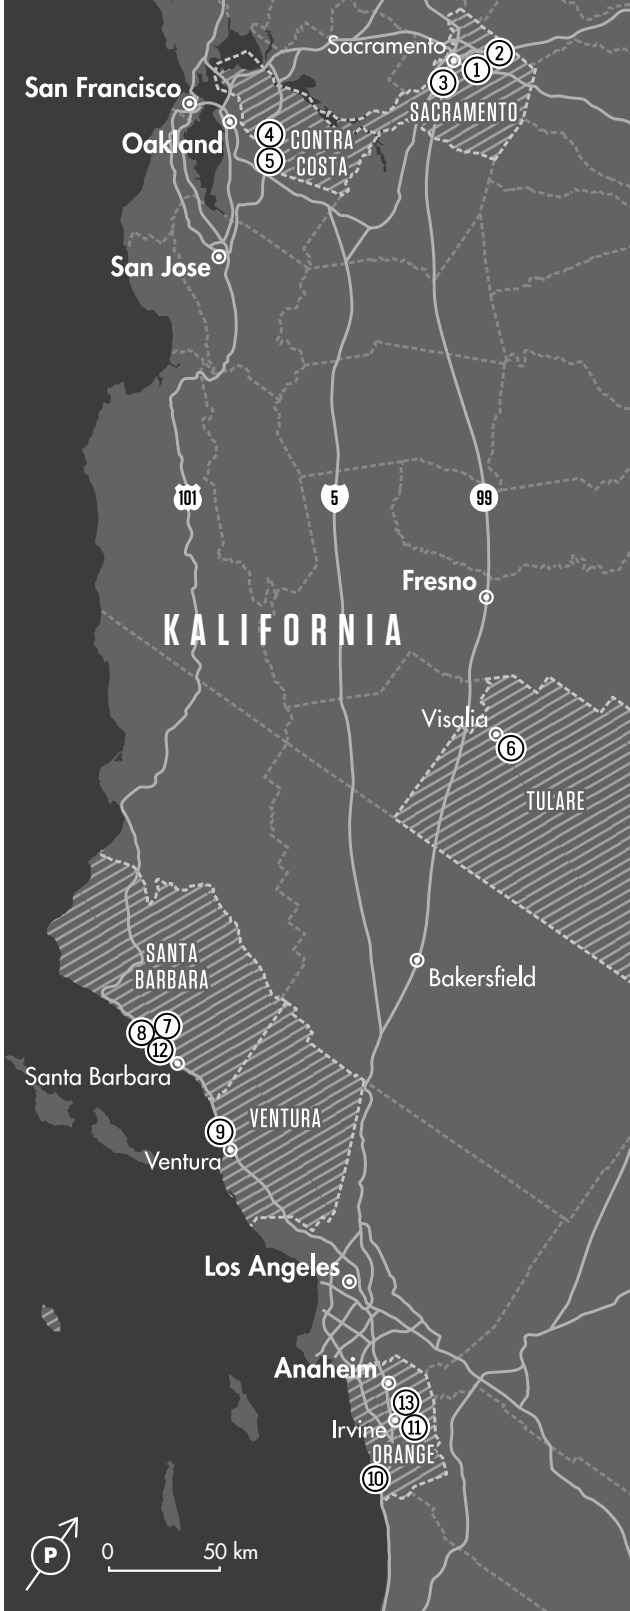 Sacramento
2
1
3
San Francisco
SACRAMENTO
Oakland
4
CONTRA
5
COSTA
San Jose
101
5
99
Fresno
KALIFORNIA
Visalia
6
TULARE
SANTA
BARBARA
Bakersfield
8
7
12
Santa Barbara
VENTURA
9
Ventura
Los Angeles
Anaheim
13
Irvine
11
ORANGE
10
P
0
50 km